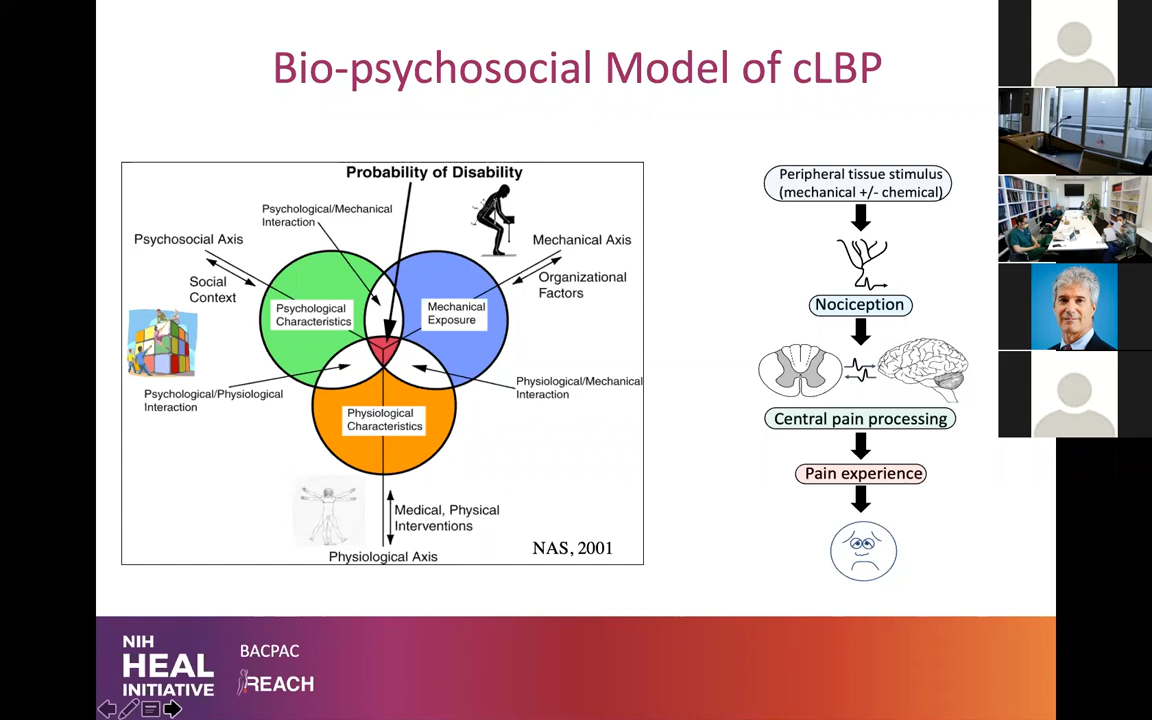 Bio-psychosocial Model of cLBP
Probability of Disability
Psychological/Mechanical
Interaction
Psychosocial Axis
Mechanical Axis
Social
Context
Organizational
Factors
Psychological
Characteristics
Mechanical
Exposure
Psychological/Physiological
Interaction
Physiological/Mechanical
Interaction
Physiological
Characteristics
Medical, Physical
Interventions
NAS, 2001
Physiological Axis
Peripheral tissue stimulus
(mechanical +/- chemical)
Nociception
Central pain processing
Pain experience
NIH
HEAL
INITIATIVE
BACPAC
REACH